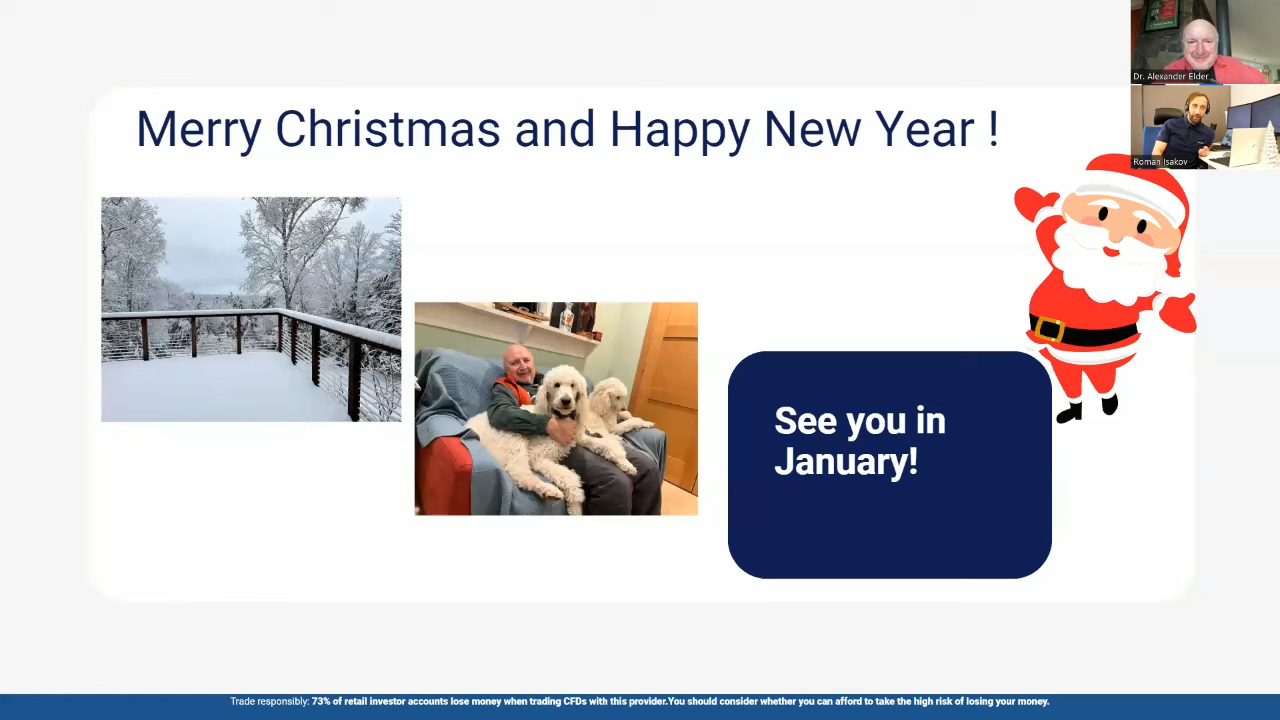 Merry Christmas and Happy New Year !
Dr. Alexander Elder
Roman Isakov
See you in
January!
Trade responsibly: 73% of retail investor accounts lose money when trading CFDs with this provider.You should consider whether you can afford to take the high risk of losing your money.